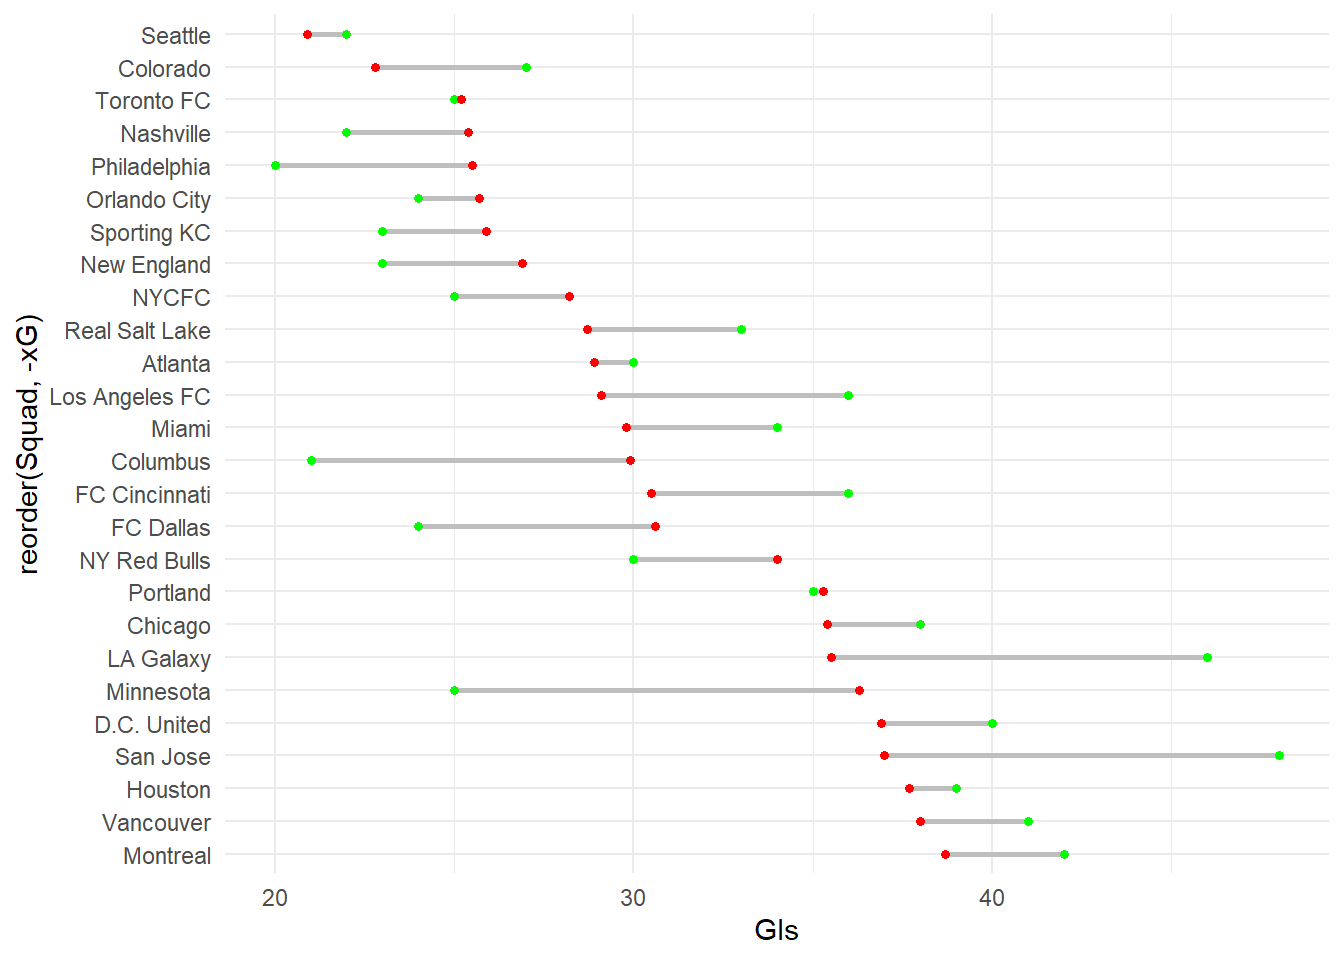 Seattle
Colorado
Toronto FC
Nashville
Philadelphia
Orlando City
Sporting KC
New England
NYCFC
Real Salt Lake
Atlanta
Los Angeles FC
Miami
Columbus
FC Cincinnati
FC Dallas
NY Red Bulls
Portland
Chicago
LA Galaxy
Minnesota
D.C. United
San Jose
Houston
Vancouver
Montreal
reorder(Squad, -xG)
20 30 40
Gls